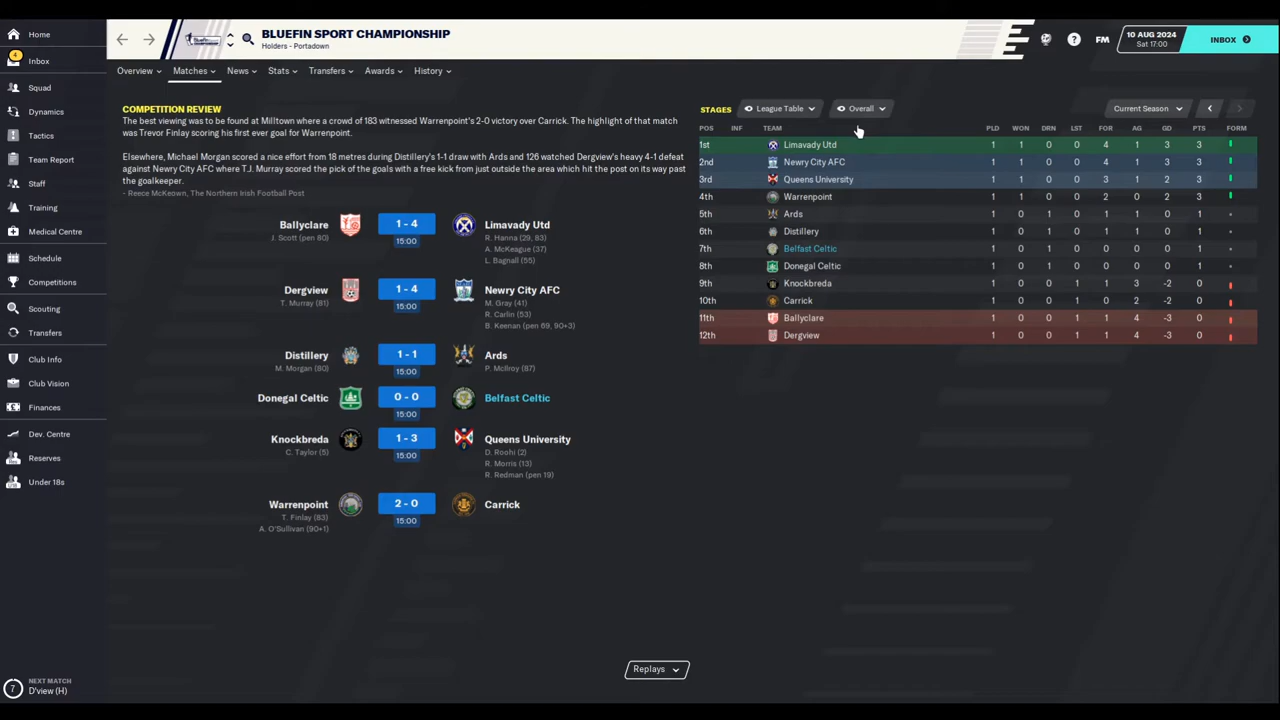 Home
4
Inbox
Squad
Dynamics
Tactics
Team Report
Staff
Training
Medical Centre
Schedule
Competitions
Scouting
Transfers
Club Info
Club Vision
Finances
Dev. Centre
Reserves
Under 18s
7
NEXT MATCH
D'view (H)
BLUEFIN SPORT CHAMPIONSHIP
Holders - Portadown
? FM
10 AUG 2024
Sat 17:00
INBOX
Overview Matches News Stats Transfers Awards History
COMPETITION REVIEW
The best viewing was to be found at Milltown where a crowd of 183 witnessed Warrenpoint's 2-0 victory over Carrick. The highlight of that match
was Trevor Finlay scoring his first ever goal for Warrenpoint.
Elsewhere, Michael Morgan scored a nice effort from 18 metres during Distillery's 1-1 draw with Ards and 126 watched Dergview's heavy 4-1 defeat
against Newry City AFC where T.J. Murray scored the pick of the goals with a free kick from just outside the area which hit the post on its way past
the goalkeeper.
- Reece McKeown, The Northern Irish Football Post
Ballyclare 1 - 4 Limavady Utd
J. Scott (pen 60) 15:00 R. Hanna (29, 83)
A. McKeague (37)
L. Bagnall (55)
Dergview 1 - 4 Newry City AFC
T. Murray (81) 15:00 M. Gray (41)
R. Carlin (53)
B. Keenan (pen 69, 90+3)
Distillery 1 - 1 Ards
M. Morgan (80) 15:00 P. McIlroy (87)
Donegal Celtic 0 - 0 Belfast Celtic
15:00
Knockbreda 1 - 3 Queens University
C. Taylor (5) 15:00 D. Roohi (2)
R. Morris (13)
R. Redman (pen 19)
Warrenpoint 2 - 0 Carrick
T. Finlay (83) 15:00
A. O'Sullivan (90+1)
Replays
STAGES League Table Overall Current Season
POS INF TEAM PLD WON DRN LST FOR AG GD PTS FORM
1st Limavady Utd 1 1 0 0 4 1 3 3
2nd Newry City AFC 1 1 0 0 4 1 3 3
3rd Queens University 1 1 0 0 3 1 2 3
4th Warrenpoint 1 1 0 0 2 0 2 3
5th Ards 1 0 1 0 1 1 0 1
6th Distillery 1 0 1 0 1 1 0 1
7th Belfast Celtic 1 0 1 0 0 0 0 1
8th Donegal Celtic 1 0 1 0 0 0 0 1
9th Knockbreda 1 0 0 1 1 3 -2 0
10th Carrick 1 0 0 1 0 2 -2 0
11th Ballyclare 1 0 0 1 1 4 -3 0
12th Dergview 1 0 0 1 1 4 -3 0